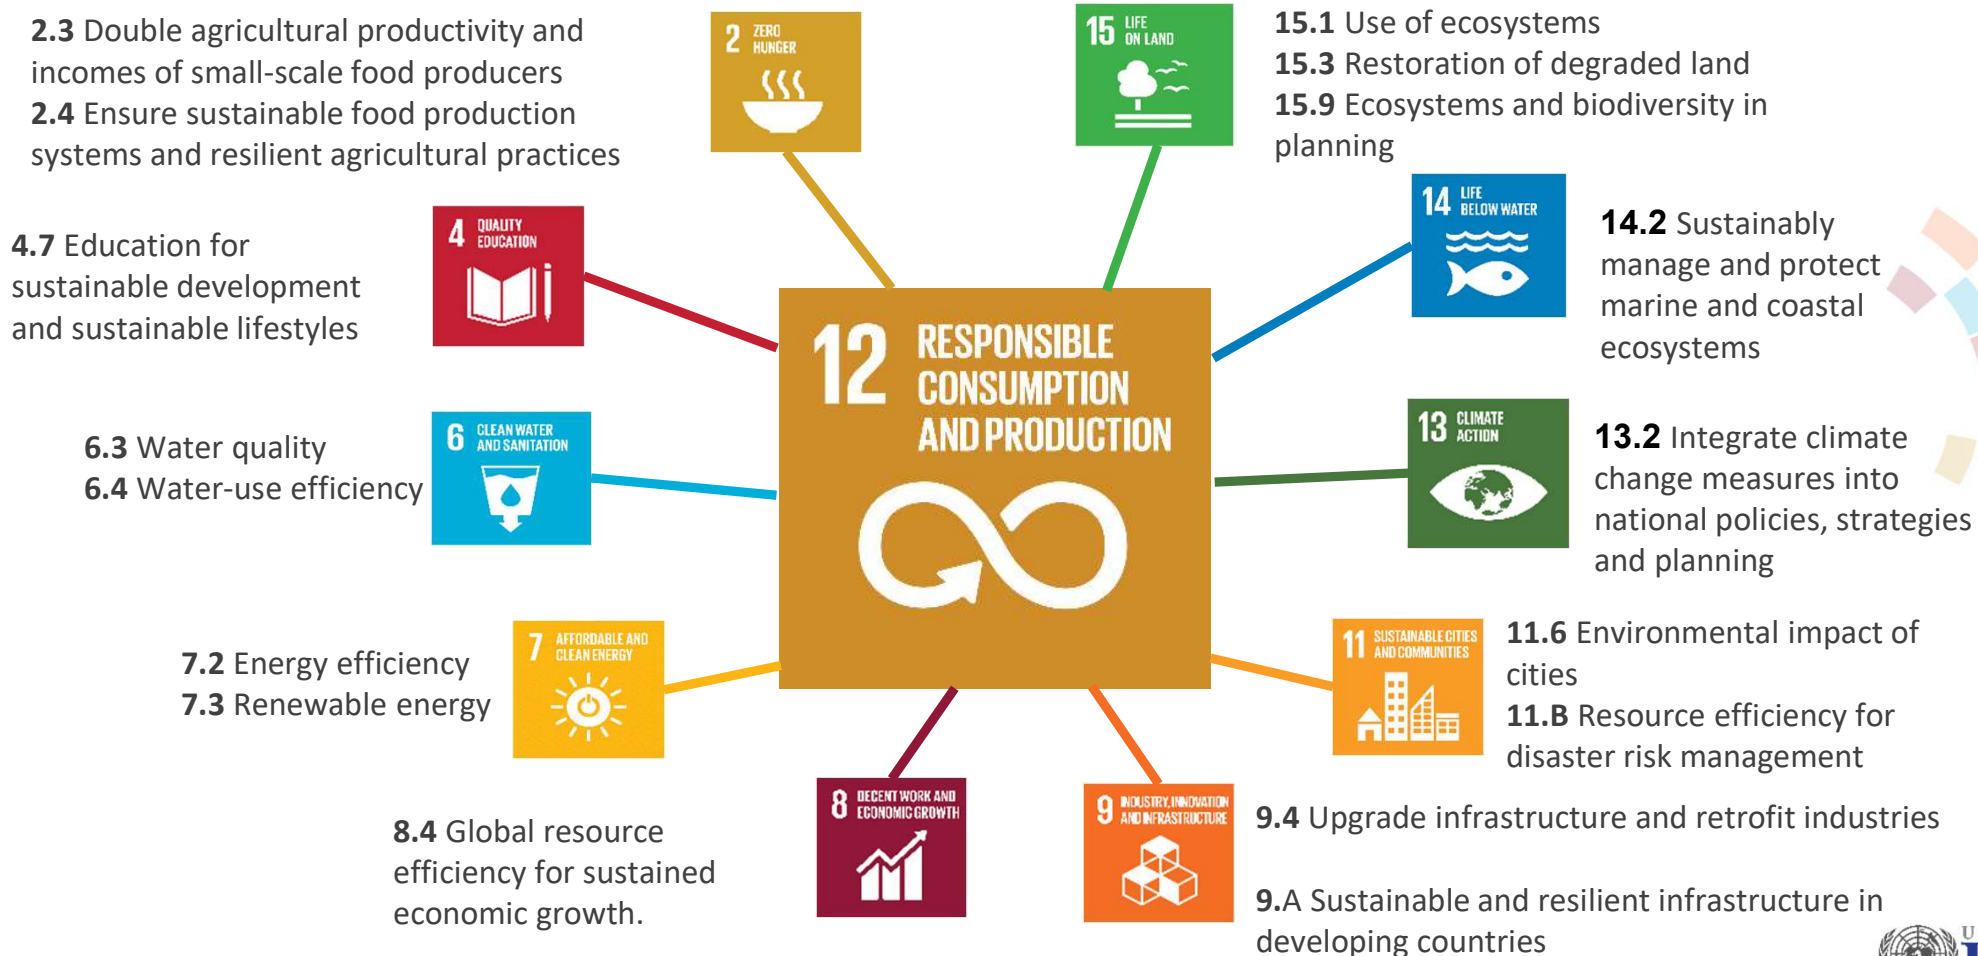 2.3 Double agricultural productivity and
incomes of small-scale food producers
2.4 Ensure sustainable food production
systems and resilient agricultural practices
2 ZERO
HUNGER
15 LIFE
ON LAND
15.1 Use of ecosystems
15.3 Restoration of degraded land
15.9 Ecosystems and biodiversity in
planning
4.7 Education for
sustainable development
and sustainable lifestyles
4 QUALITY
EDUCATION
14 LIFE
BELOW WATER
14.2 Sustainably
manage and protect
marine and coastal
ecosystems
12 RESPONSIBLE
CONSUMPTION
AND PRODUCTION
6.3 Water quality
6.4 Water-use efficiency
6 CLEAN WATER
AND SANITATION
13 CLIMATE
ACTION
13.2 Integrate climate
change measures into
national policies, strategies
and planning
7.2 Energy efficiency
7.3 Renewable energy
7 AFFORDABLE AND
CLEAN ENERGY
11 SUSTAINABLE CITIES
AND COMMUNITIES
11.6 Environmental impact of
cities
11.B Resource efficiency for
disaster risk management
8.4 Global resource
efficiency for sustained
economic growth.
8 DECENT WORK AND
ECONOMIC GROWTH
9 INDUSTRY, INNOVATION
AND INFRASTRUCTURE
9.4 Upgrade infrastructure and retrofit industries
9.A Sustainable and resilient infrastructure in
developing countries
U